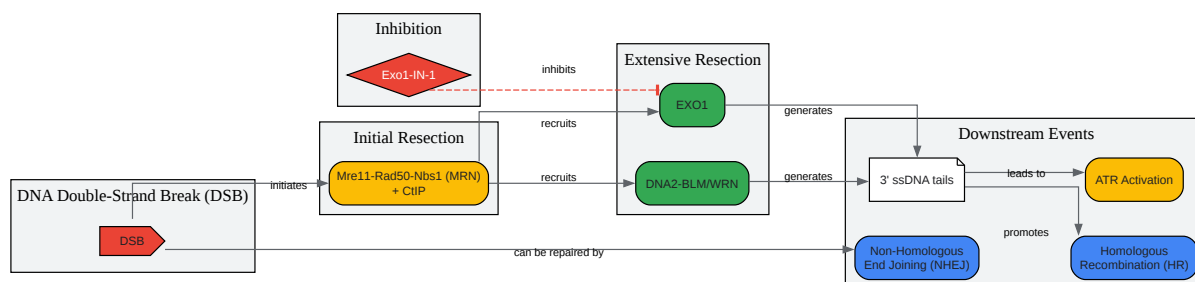 Inhibition
Exo1-IN-1
inhibits
Extensive Resection
EXO1
recruits
generates
Initial Resection
Mre11-Rad50-Nbs1 (MRN)
+ CtIP
recruits
DNA2-BLM/WRN
generates
Downstream Events
3' ssDNA tails
leads to
ATR Activation
DNA Double-Strand Break (DSB)
initiates
DSB
can be repaired by
promotes
Non-Homologous
End Joining (NHEJ)
Homologous
Recombination (HR)